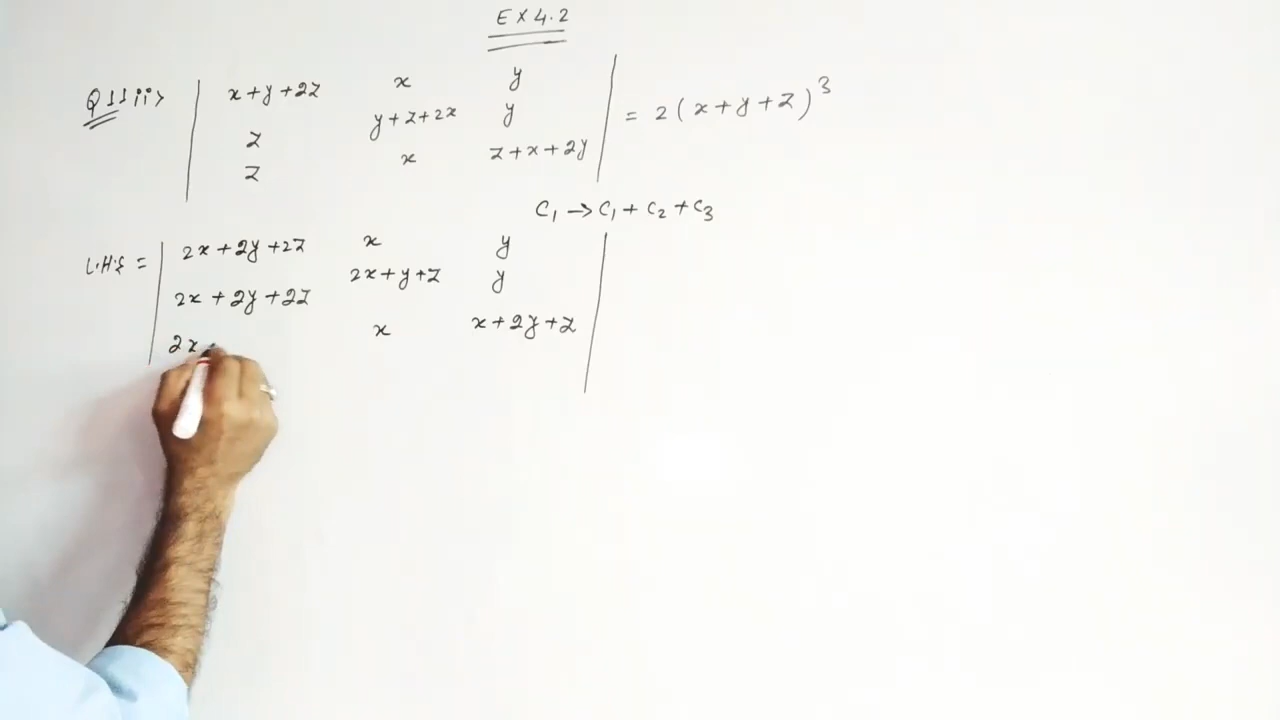 EX 4.2
Q11ii> | x+y+2z x y |
| z y+z+2x y | = 2(x+y+z)³
| z x z+x+2y |
C₁ → C₁ + C₂ + C₃
L.H.S = | 2x+2y+2z x y |
| 2x+2y+2z 2x+y+z y |
| 2x x x+2y+z |